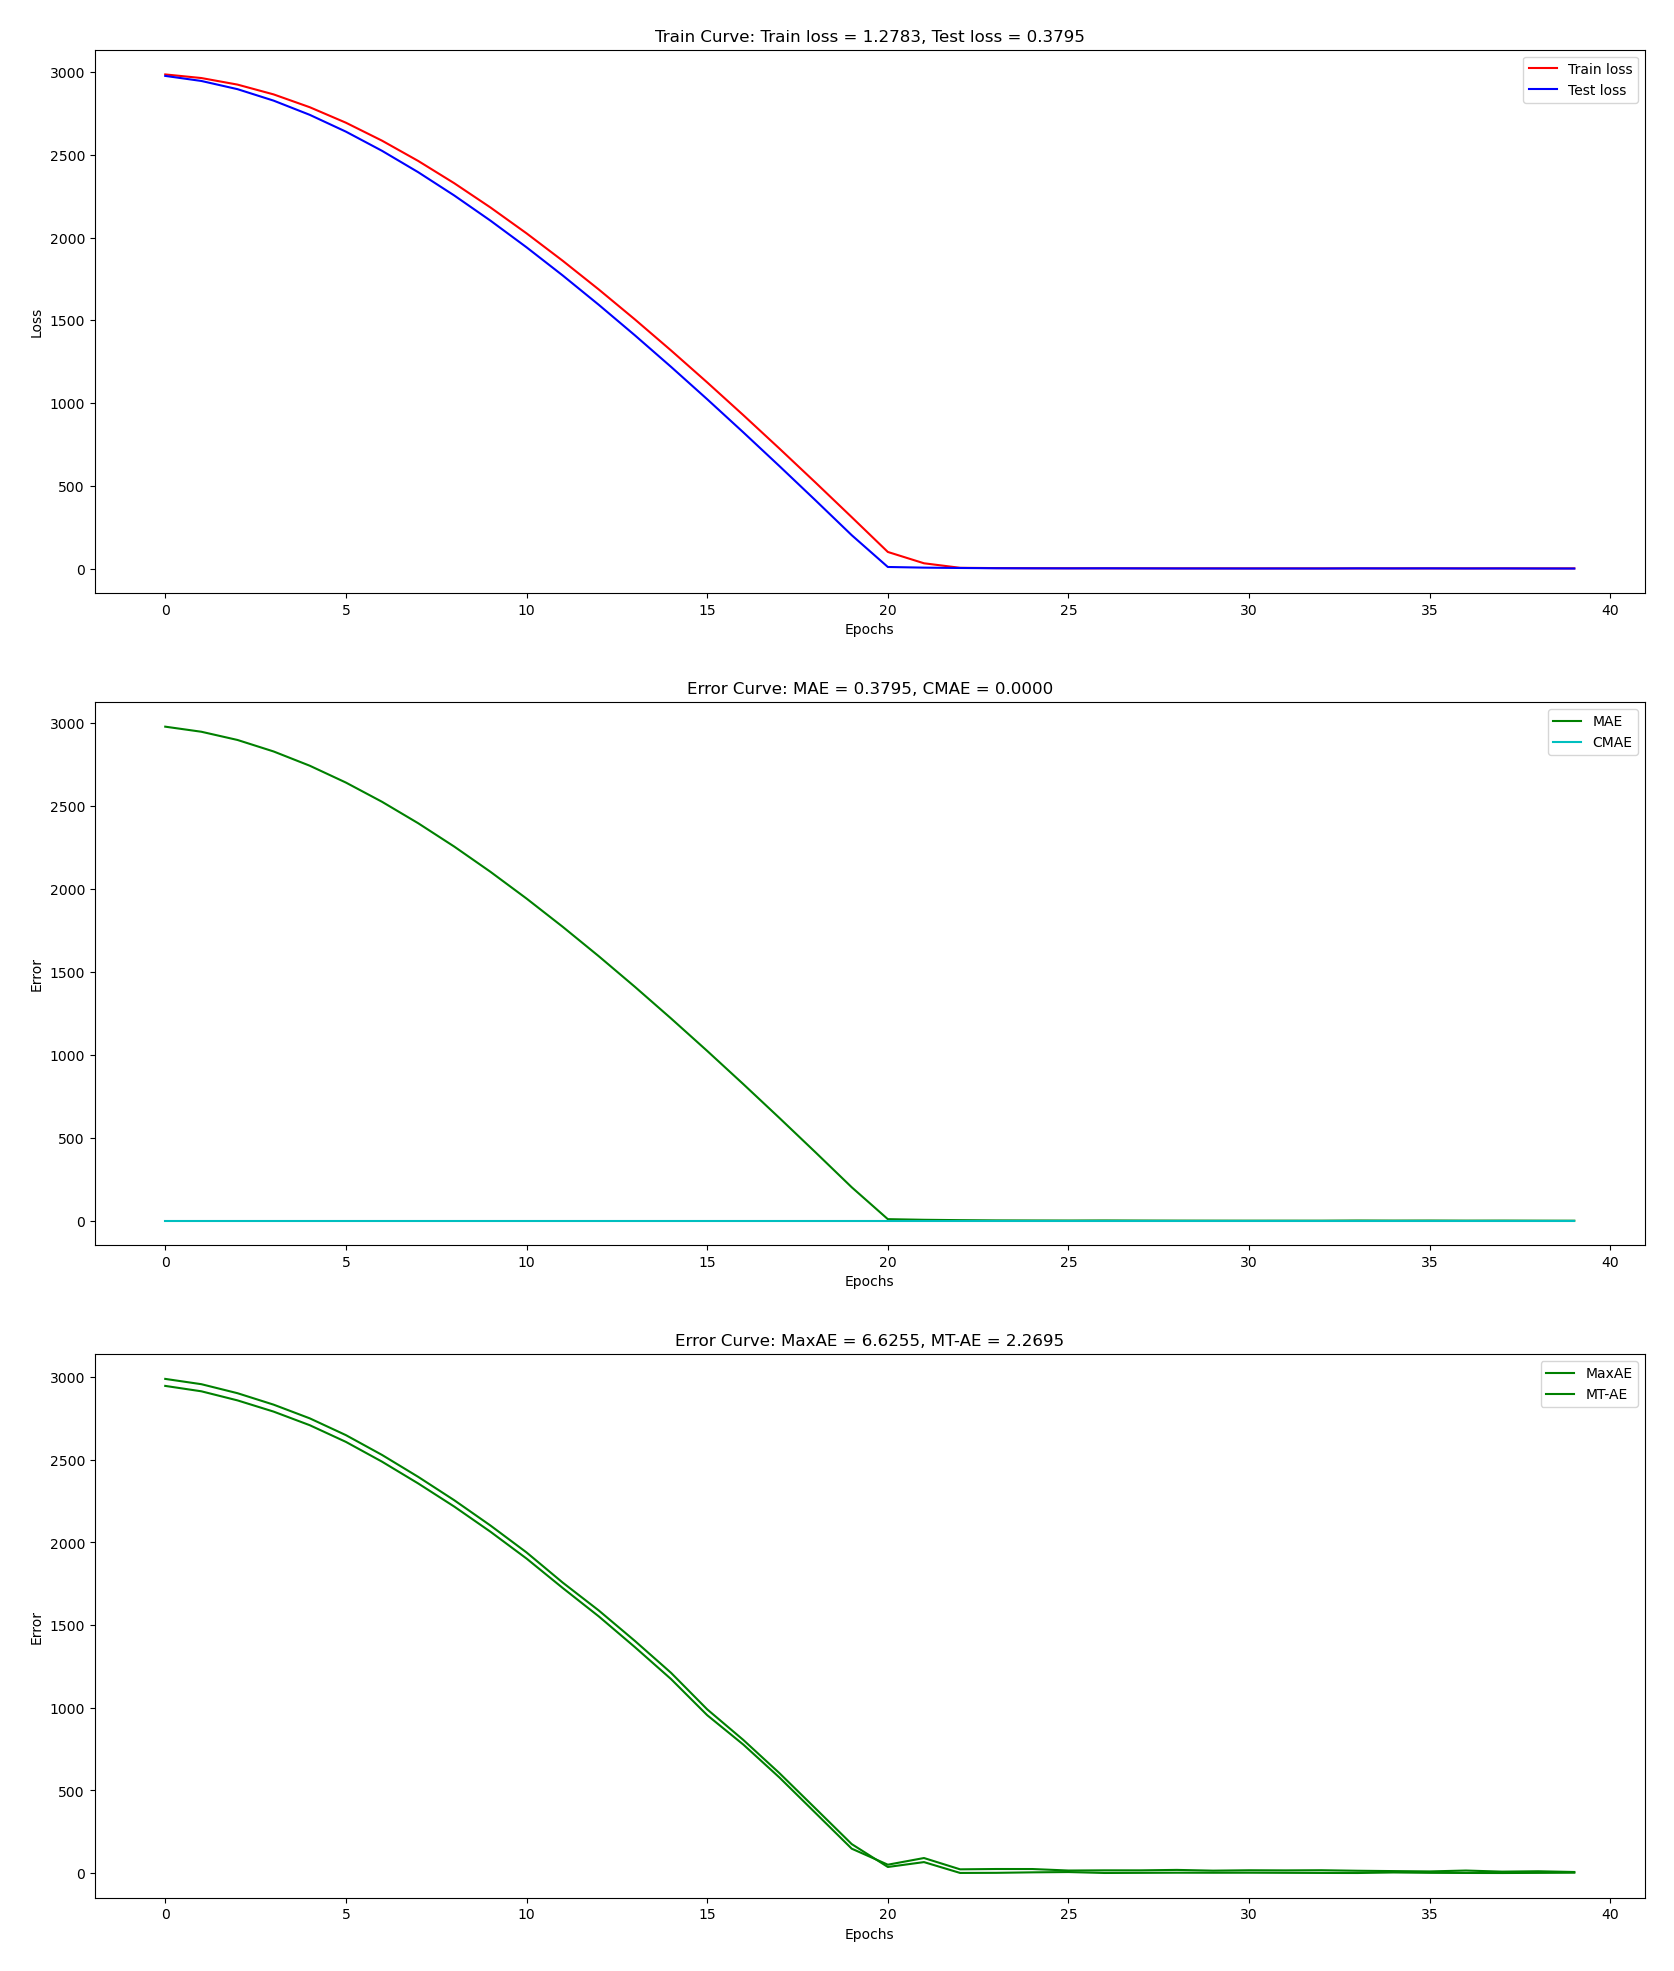 Train Curve: Train loss = 1.2783, Test loss = 0.3795
Train loss
Test loss
3000
2500
2000
1500
1000
500
0
Loss
0 5 10 15 20 25 30 35 40
Epochs
Error Curve: MAE = 0.3795, CMAE = 0.0000
MAE
CMAE
3000
2500
2000
1500
1000
500
0
Error
0 5 10 15 20 25 30 35 40
Epochs
Error Curve: MaxAE = 6.6255, MT-AE = 2.2695
MaxAE
MT-AE
3000
2500
2000
1500
1000
500
0
Error
0 5 10 15 20 25 30 35 40
Epochs